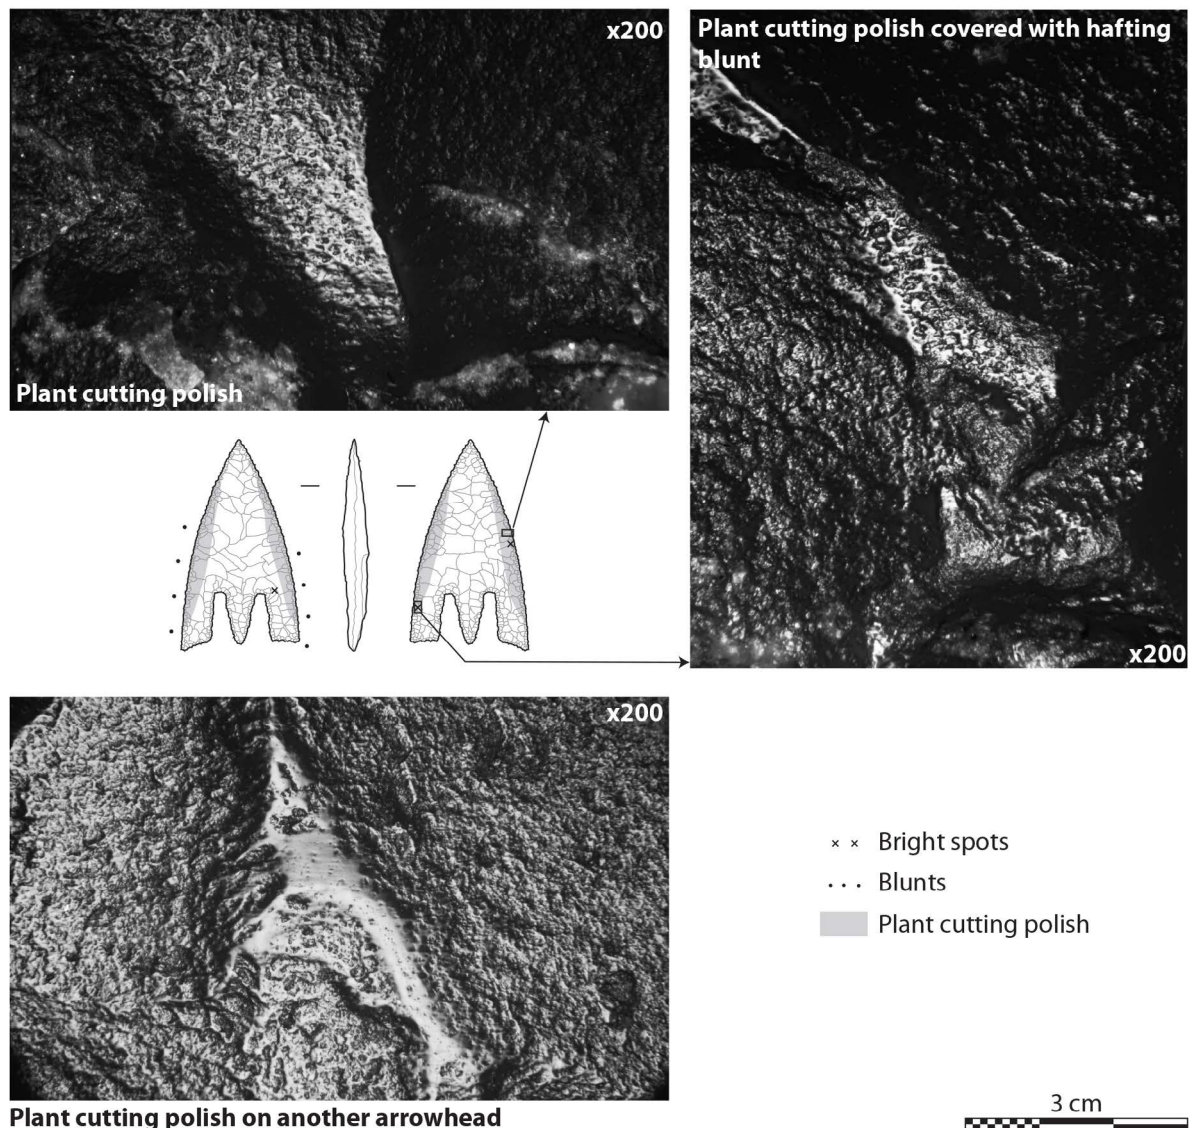 x200
Plant cutting polish
Plant cutting polish covered with hafting
blunt
x200
x200
Plant cutting polish on another arrowhead
× × Bright spots
• • • Blunts
Plant cutting polish
3 cm